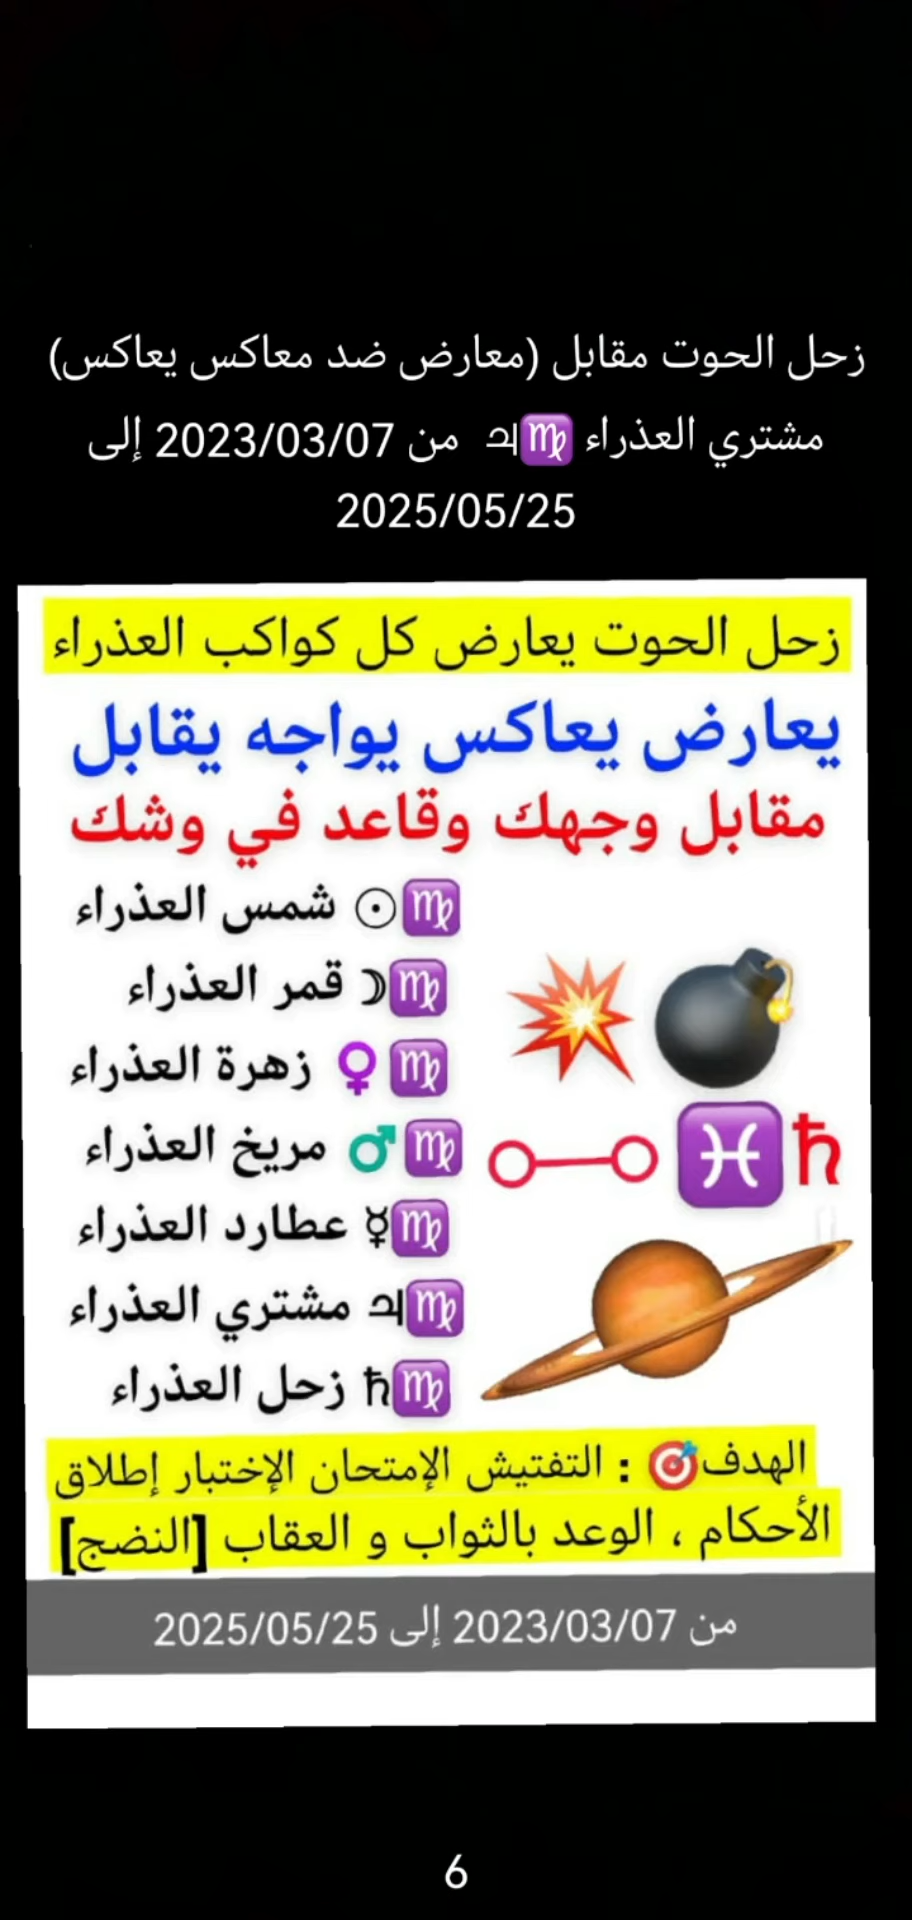 زحل الحوت مقابل (معارض ضد معاكس يعاكس)
مشتري العذراء ♍♃ من 2023/03/07 إلى
2025/05/25
زحل الحوت يعارض كل كواكب العذراء
يعارض يعاكس يواجه يقابل
مقابل وجهك وقاعد في وشك
♍☉ شمس العذراء
♍☽ قمر العذراء
♍♀ زهرة العذراء
♍♂ مريخ العذراء
♄♓☍
♍☿ عطارد العذراء
♍♃ مشتري العذراء
♍♄ زحل العذراء
الهدف🎯 : التفتيش الإمتحان الإختبار إطلاق
الأحكام ، الوعد بالثواب و العقاب [النضج]
من 2023/03/07 إلى 2025/05/25
6